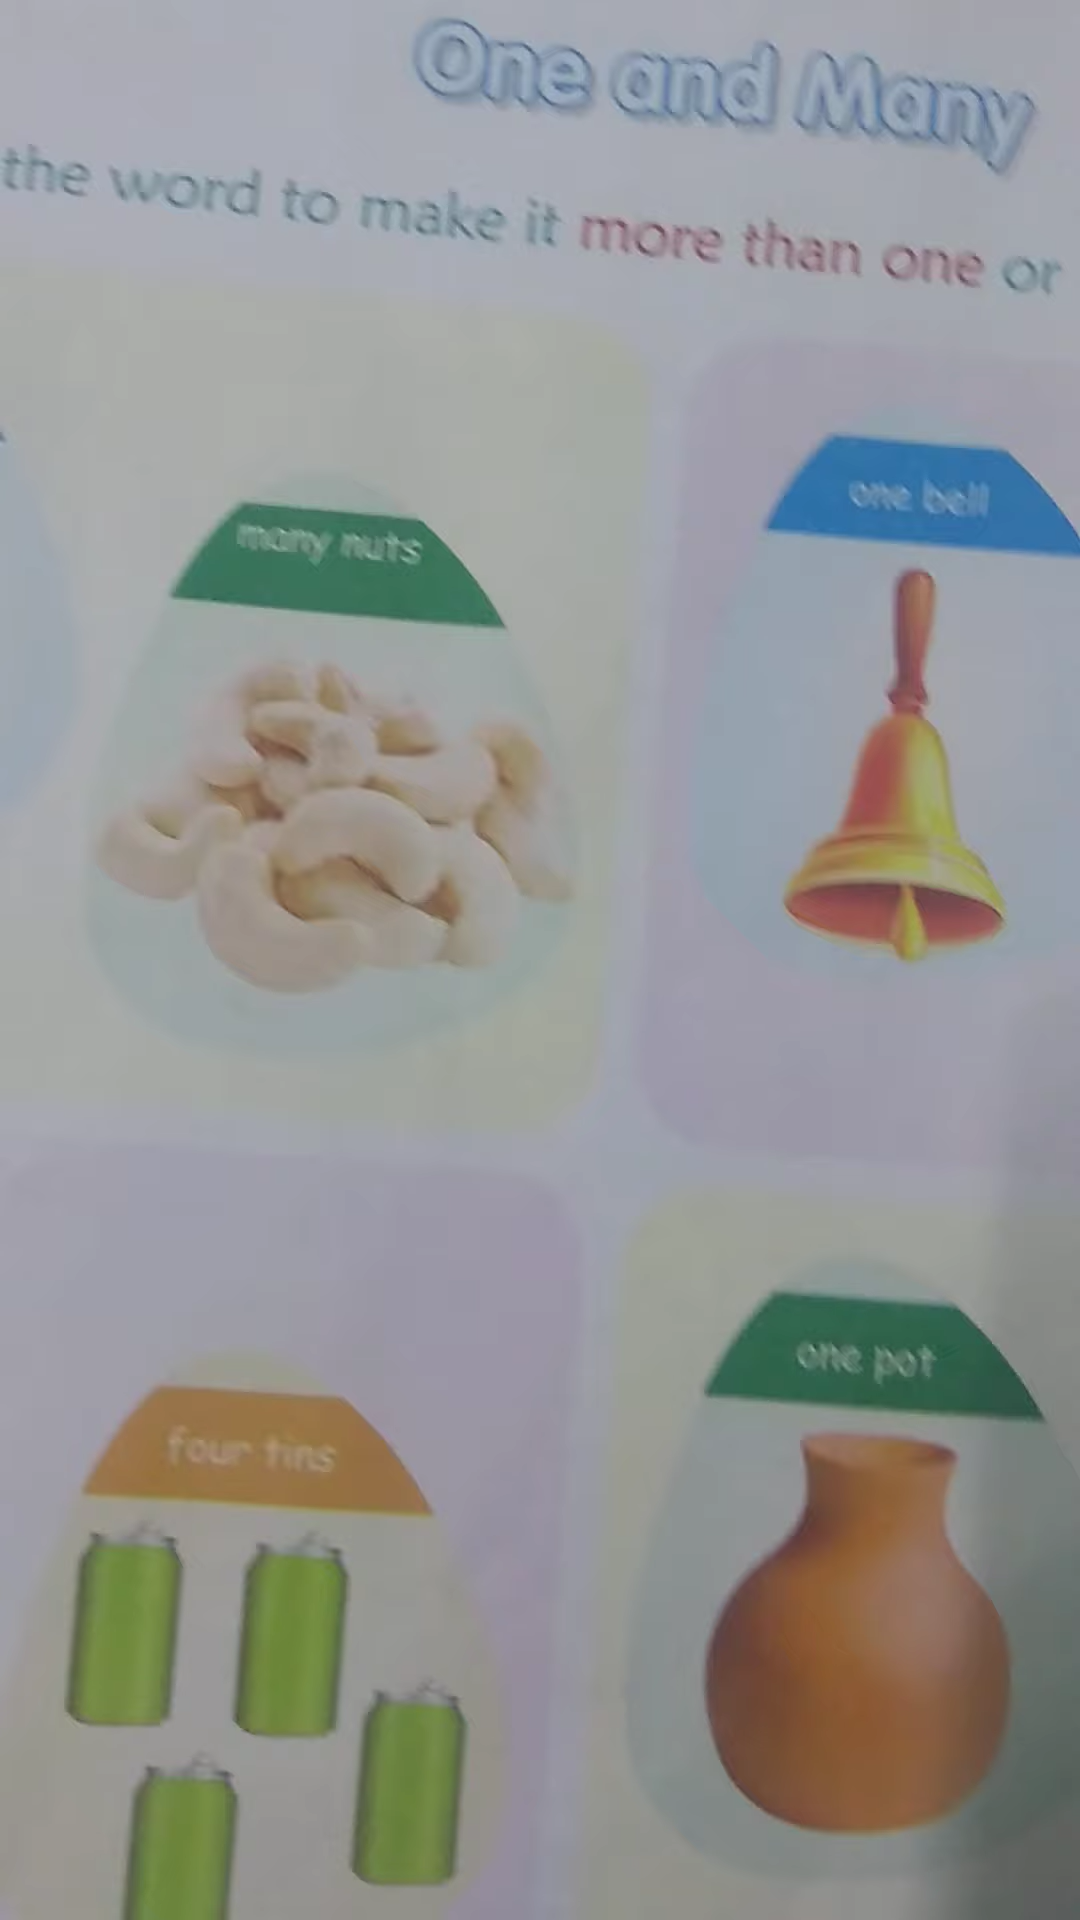 One and Many
the word to make it more than one or
many nuts
one bell
four tins
one pot